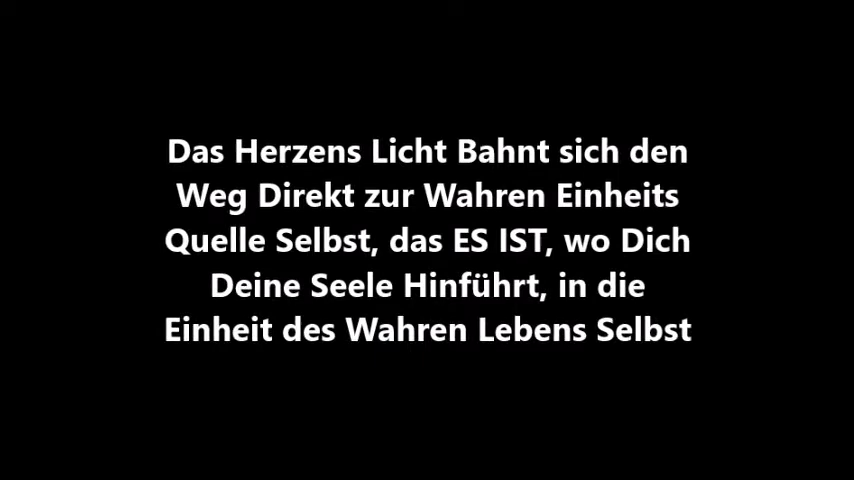 Das Herzens Licht Bahnt sich den
Weg Direkt zur Wahren Einheits
Quelle Selbst, das ES IST, wo Dich
Deine Seele Hinführt, in die
Einheit des Wahren Lebens Selbst